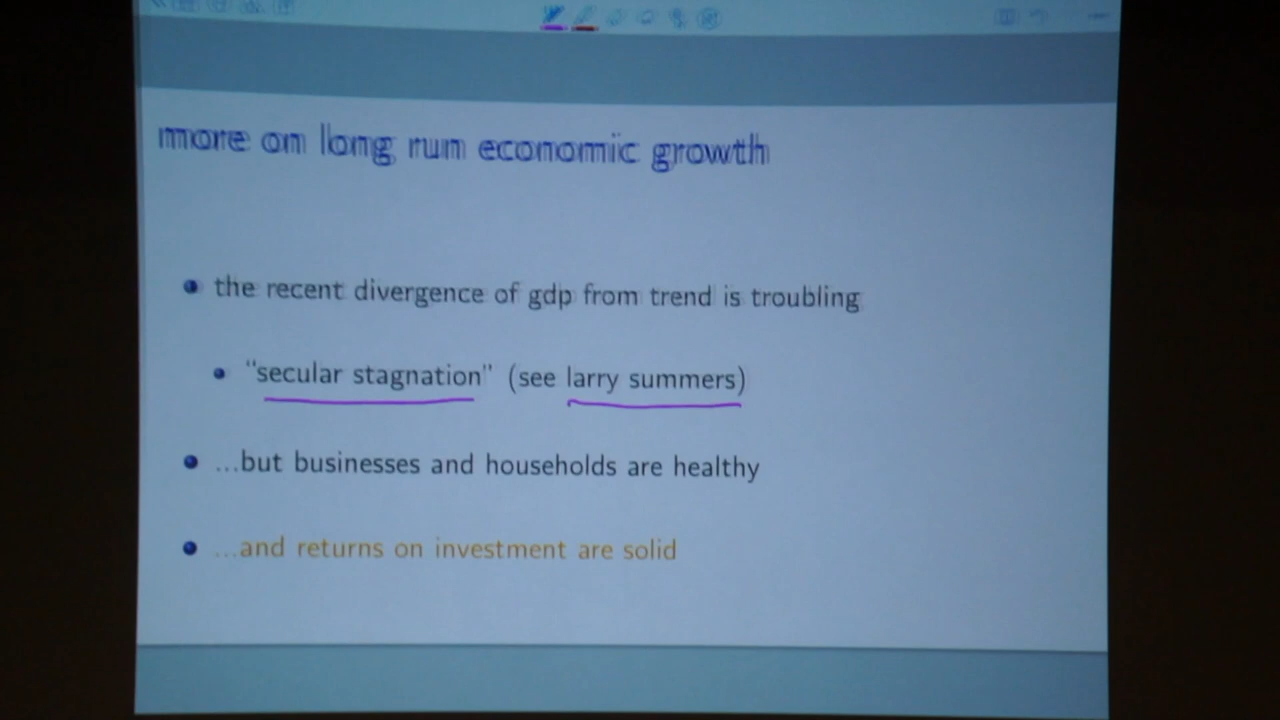 more on long run economic growth
the recent divergence of gdp from trend is troubling
"secular stagnation" (see larry summers)
...but businesses and households are healthy
...and returns on investment are solid